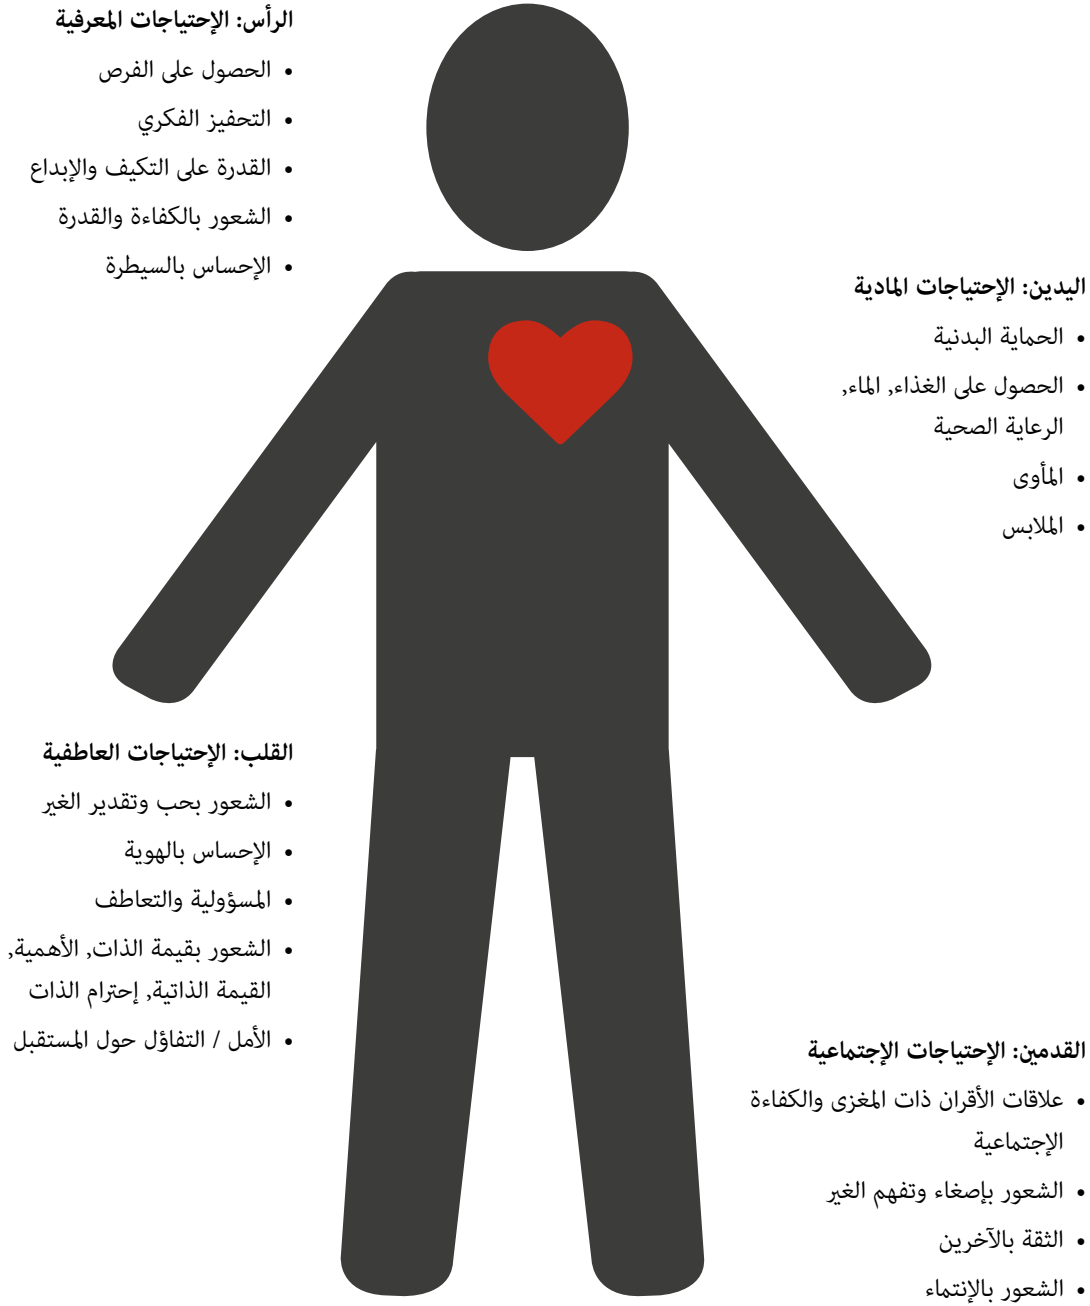 الرأس: الإحتياجات المعرفية
• الحصول على الفرص
• التحفيز الفكري
• القدرة على التكيف والإبداع
• الشعور بالكفاءة والقدرة
• الإحساس بالسيطرة
اليدين: الإحتياجات المادية
• الحماية البدنية
• الحصول على الغذاء, الماء,
الرعاية الصحية
• المأوى
• الملابس
القلب: الإحتياجات العاطفية
• الشعور بحب وتقدير الغير
• الإحساس بالهوية
• المسؤولية والتعاطف
• الشعور بقيمة الذات, الأهمية,
القيمة الذاتية, إحترام الذات
• الأمل / التفاؤل حول المستقبل
القدمين: الإحتياجات الإجتماعية
• علاقات الأقران ذات المغزى والكفاءة
الإجتماعية
• الشعور بإصغاء وتفهم الغير
• الثقة بالآخرين
• الشعور بالإنتماء